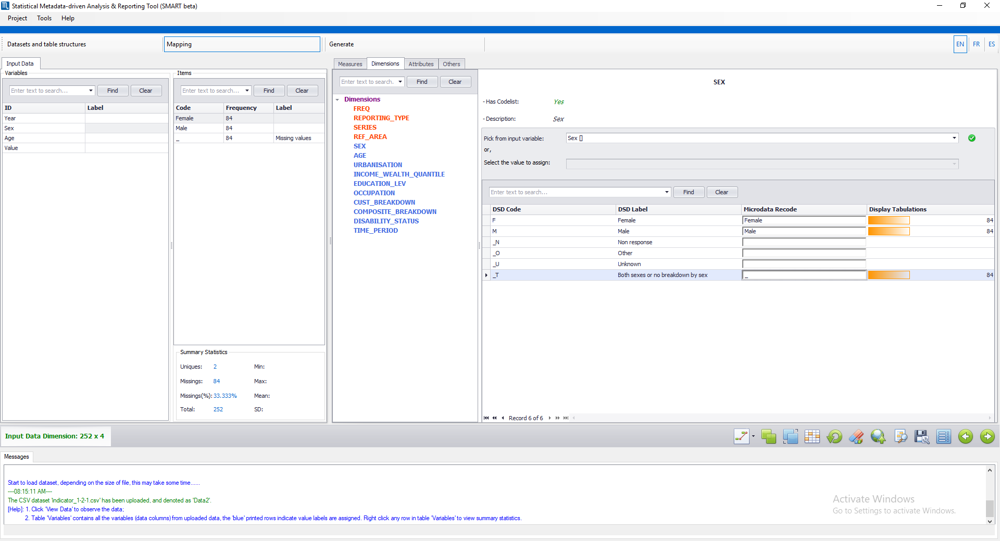 Statistical Metadata-driven Analysis & Reporting Tool (SMART beta)
Project Tools Help
Datasets and table structures Mapping Generate EN FR ES
Input Data
Variables
Enter text to search... Find Clear
ID Label
Year
Sex
Age
Value
Items
Enter text to search... Find Clear
Code Frequency Label
Female 84
Male 84
_ 84 Missing values
Summary Statistics
Uniques: 2 Min:
Missings: 84 Max:
Missings(%): 33.333% Mean:
Total: 252 SD:
Measures Dimensions Attributes Others
Enter text to search. Find Clear
Dimensions
FREQ
REPORTING_TYPE
SERIES
REF_AREA
SEX
AGE
URBANISATION
INCOME_WEALTH_QUANTILE
EDUCATION_LEV
OCCUPATION
CUST_BREAKDOWN
COMPOSITE_BREAKDOWN
DISABILITY_STATUS
TIME_PERIOD
SEX
- Has Codelist: Yes
- Description: Sex
Pick from input variable: Sex []
or,
Select the value to assign:
Enter text to search... Find Clear
DSD Code DSD Label Microdata Recode Display Tabulations
F Female Female 84
M Male Male 84
_N Non response
_O Other
_U Unknown
_T Both sexes or no breakdown by sex _ 84
Record 6 of 6
Input Data Dimension: 252 x 4
Messages
Start to load dataset, depending on the size of file, this may take some time......
----08:15:11 AM----
The CSV dataset 'indicator_1-2-1.csv' has been uploaded, and denoted as 'Data2'.
[Help]: 1. Click 'View Data' to observe the data;
2. Table 'Variables' contains all the variables (data columns) from uploaded data, the 'blue' printed rows indicate value labels are assigned. Right click any row in table 'Variables' to view summary statistics.
Activate Windows
Go to Settings to activate Windows.